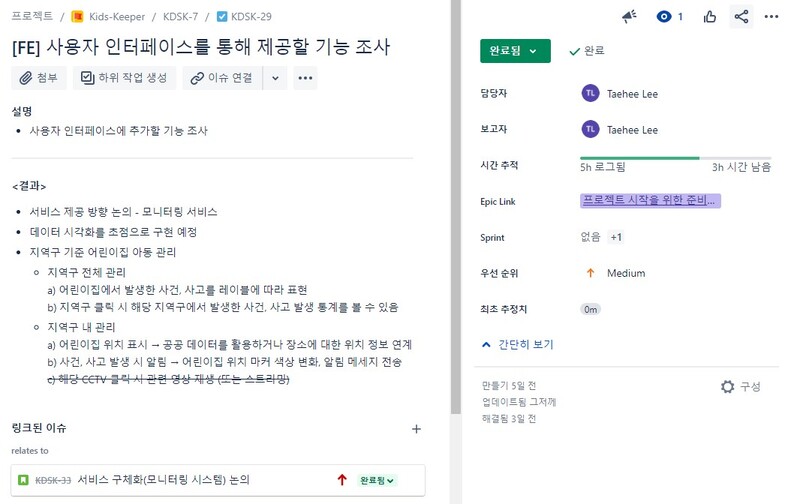 프로젝트 / Kids-Keeper / KDSK-7 / KDSK-29
1
[FE] 사용자 인터페이스를 통해 제공할 기능 조사
첨부 하위 작업 생성 이슈 연결
설명
사용자 인터페이스에 추가할 기능 조사
<결과>
서비스 제공 방향 논의 - 모니터링 서비스
데이터 시각화를 초점으로 구현 예정
지역구 기준 어린이집 아동 관리
지역구 전체 관리
a) 어린이집에서 발생한 사건, 사고를 레이블에 따라 표현
b) 지역구 클릭 시 해당 지역구에서 발생한 사건, 사고 발생 통계를 볼 수 있음
지역구 내 관리
a) 어린이집 위치 표시 → 공공 데이터를 활용하거나 장소에 대한 위치 정보 연계
b) 사건, 사고 발생 시 알림 → 어린이집 위치 마커 색상 변화, 알림 메세지 전송
c) 해당 CCTV 클릭 시 관련 영상 재생 (또는 스트리밍)
링크된 이슈
relates to
KDSK-33 서비스 구체화(모니터링 시스템) 논의 완료됨
완료됨 완료
담당자 TL Taehee Lee
보고자 TL Taehee Lee
시간 추적 5h 로그됨 3h 시간 남음
Epic Link 프로젝트 시작을 위한 준비...
Sprint 없음 +1
우선 순위 Medium
최초 추정치 0m
간단히 보기
만들기 5일 전 구성
업데이트됨 그저께
해결됨 3일 전